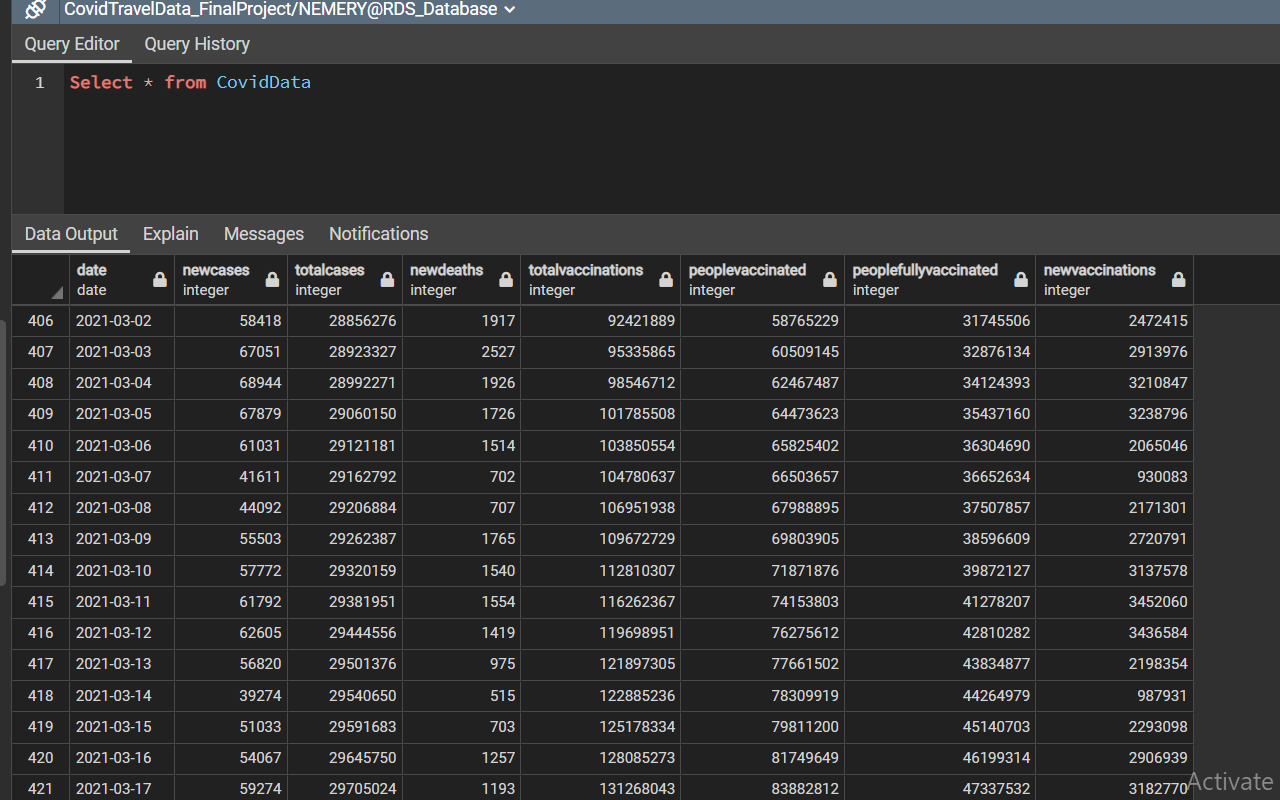 CovidTravelData_FinalProject/NEMERY@RDS_Database
Query Editor Query History
1 Select * from CovidData
Data Output Explain Messages Notifications
date newcases totalcases newdeaths totalvaccinations peoplevaccinated peoplefullyvaccinated newvaccinations
date integer integer integer integer integer integer integer
406 2021-03-02 58418 28856276 1917 92421889 58765229 31745506 2472415
407 2021-03-03 67051 28923327 2527 95335865 60509145 32876134 2913976
408 2021-03-04 68944 28992271 1926 98546712 62467487 34124393 3210847
409 2021-03-05 67879 29060150 1726 101785508 64473623 35437160 3238796
410 2021-03-06 61031 29121181 1514 103850554 65825402 36304690 2065046
411 2021-03-07 41611 29162792 702 104780637 66503657 36652634 930083
412 2021-03-08 44092 29206884 707 106951938 67988895 37507857 2171301
413 2021-03-09 55503 29262387 1765 109672729 69803905 38596609 2720791
414 2021-03-10 57772 29320159 1540 112810307 71871876 39872127 3137578
415 2021-03-11 61792 29381951 1554 116262367 74153803 41278207 3452060
416 2021-03-12 62605 29444556 1419 119698951 76275612 42810282 3436584
417 2021-03-13 56820 29501376 975 121897305 77661502 43834877 2198354
418 2021-03-14 39274 29540650 515 122885236 78309919 44264979 987931
419 2021-03-15 51033 29591683 703 125178334 79811200 45140703 2293098
420 2021-03-16 54067 29645750 1257 128085273 81749649 46199314 2906939
421 2021-03-17 59274 29705024 1193 131268043 83882812 47337532 3182770
Activate